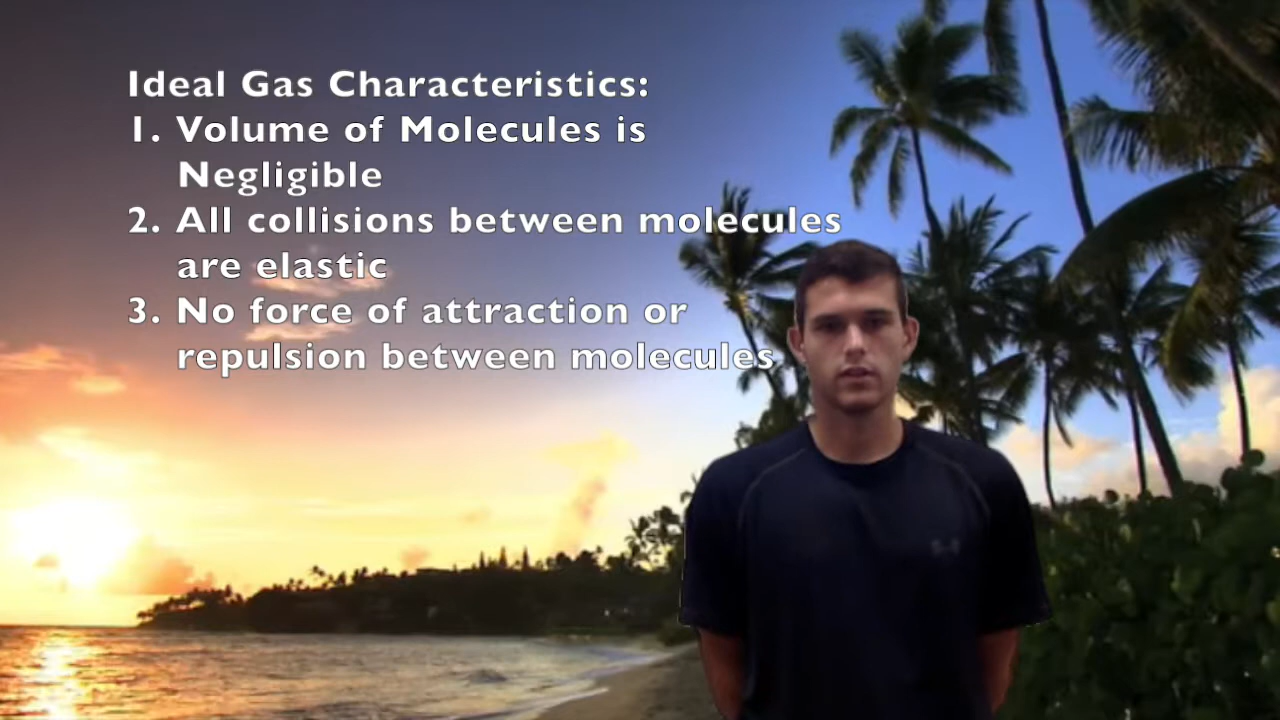 Ideal Gas Characteristics:
1. Volume of Molecules is
Negligible
2. All collisions between molecules
are elastic
3. No force of attraction or
repulsion between molecules